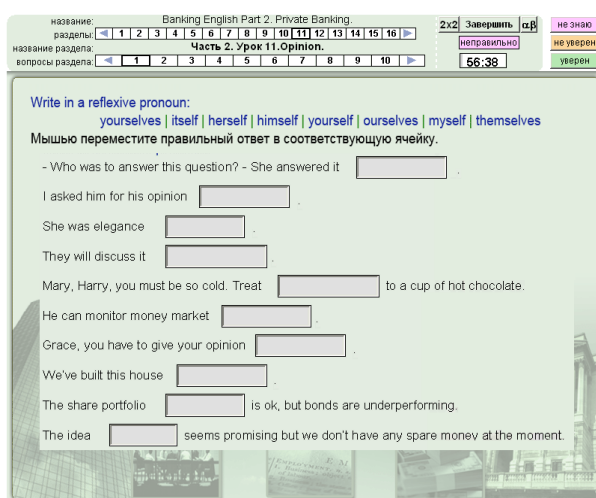 название: Banking English Part 2. Private Banking.
разделы: 1 2 3 4 5 6 7 8 9 10 11 12 13 14 15 16
название раздела: Часть 2. Урок 11.Opinion.
вопросы раздела: 1 2 3 4 5 6 7 8 9 10
2x2 Завершить αβ
неправильно
56:38
не знаю
не уверен
уверен
Write in a reflexive pronoun:
yourselves | itself | herself | himself | yourself | ourselves | myself | themselves
Мышью переместите правильный ответ в соответствующую ячейку.
- Who was to answer this question? - She answered it .
I asked him for his opinion .
She was elegance .
They will discuss it .
Mary, Harry, you must be so cold. Treat to a cup of hot chocolate.
He can monitor money market .
Grace, you have to give your opinion .
We've built this house .
The share portfolio is ok, but bonds are underperforming.
The idea seems promising but we don't have any spare money at the moment.